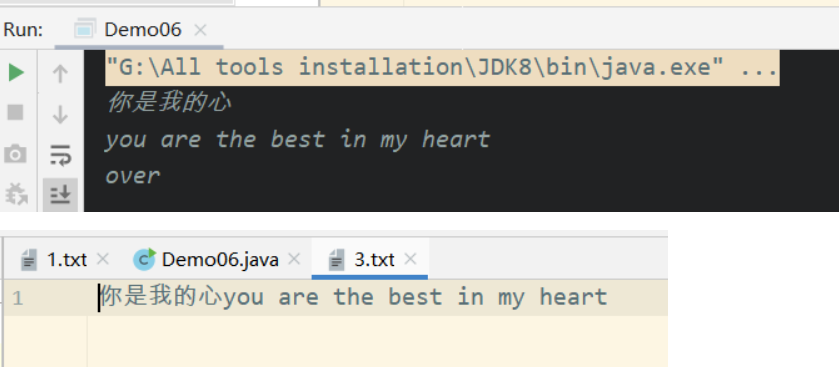 Run: Demo06
"G:\All tools installation\JDK8\bin\java.exe" ...
你是我的心
you are the best in my heart
over
1.txt Demo06.java 3.txt
1 你是我的心you are the best in my heart